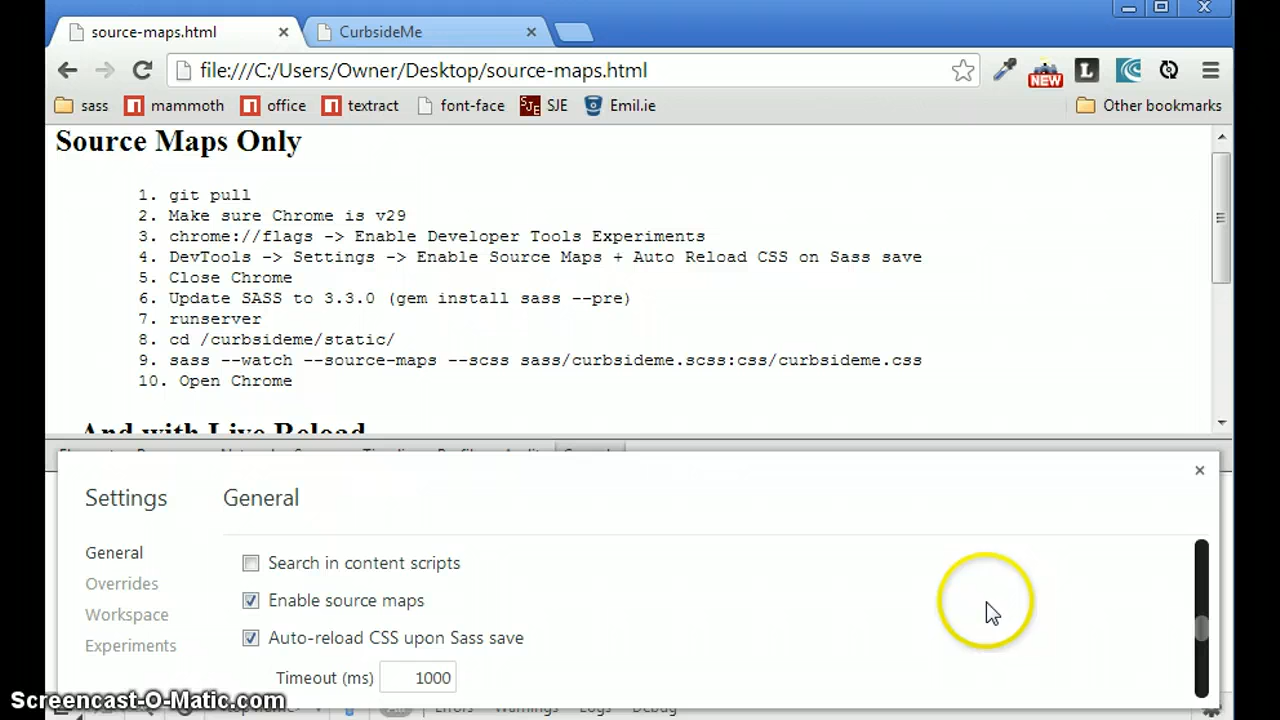 source-maps.html
CurbsideMe
file:///C:/Users/Owner/Desktop/source-maps.html
NEW
L
sass
mammoth
office
textract
font-face
SJE
Emil.ie
Other bookmarks
Source Maps Only
1. git pull
2. Make sure Chrome is v29
3. chrome://flags -> Enable Developer Tools Experiments
4. DevTools -> Settings -> Enable Source Maps + Auto Reload CSS on Sass save
5. Close Chrome
6. Update SASS to 3.3.0 (gem install sass --pre)
7. runserver
8. cd /curbsideme/static/
9. sass --watch --source-maps --scss sass/curbsideme.scss:css/curbsideme.css
10. Open Chrome
And with Live Reload
Settings
General
General
Overrides
Workspace
Experiments
Search in content scripts
Enable source maps
Auto-reload CSS upon Sass save
Timeout (ms) 1000
All Errors Warnings Logs Debug
Screencast-O-Matic.com